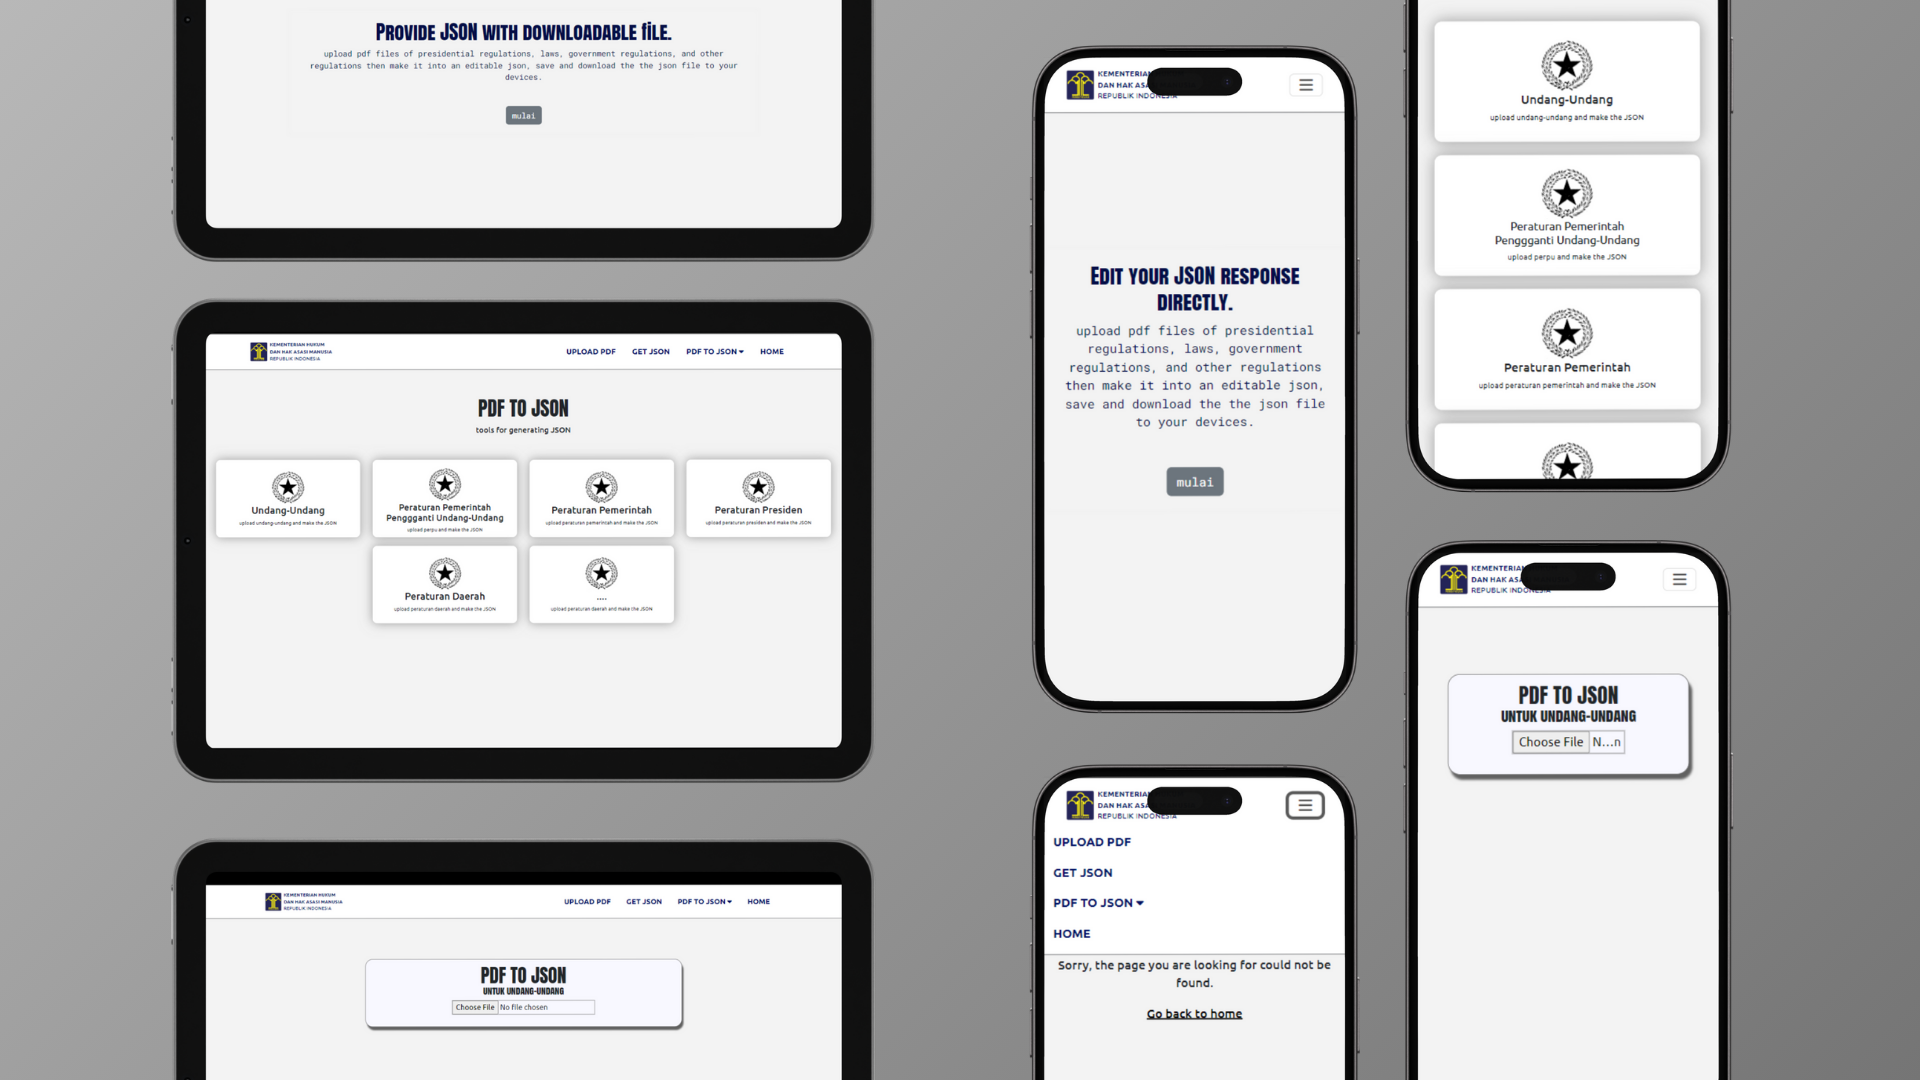 PROVIDE JSON WITH DOWNLOADABLE fiLE.
upload pdf files of presidential regulations, laws, government regulations, and other
regulations then make it into an editable json, save and download the the json file to your
devices.
mulai
KEMENTERIAN HUKUM
DAN HAK ASASI MANUSIA
REPUBLIK INDONESIA
UPLOAD PDF
GET JSON
PDF TO JSON
HOME
PDF TO JSON
tools for generating JSON
Undang-Undang
upload undang-undang and make the JSON
Peraturan Pemerintah
Penggganti Undang-Undang
upload perpu and make the JSON
Peraturan Pemerintah
upload peraturan pemerintah and make the JSON
Peraturan Presiden
upload peraturan presiden and make the JSON
Peraturan Daerah
upload peraturan daerah and make the JSON
....
upload peraturan daerah and make the JSON
KEMENTERIAN HUKUM
DAN HAK ASASI MANUSIA
REPUBLIK INDONESIA
UPLOAD PDF
GET JSON
PDF TO JSON
HOME
PDF TO JSON
UNTUK UNDANG-UNDANG
Choose File No file chosen
KEMENTERIAN
DAN HAK ASA
REPUBLIK INDONESIA
EDIT YOUR JSON RESPONSE
DIRECTLY.
upload pdf files of presidential
regulations, laws, government
regulations, and other regulations
then make it into an editable json,
save and download the the json file
to your devices.
mulai
KEMENTERIA
DAN HAK ASA
REPUBLIK INDONESIA
UPLOAD PDF
GET JSON
PDF TO JSON
HOME
Sorry, the page you are looking for could not be
found.
Go back to home
Undang-Undang
upload undang-undang and make the JSON
Peraturan Pemerintah
Penggganti Undang-Undang
upload perpu and make the JSON
Peraturan Pemerintah
upload peraturan pemerintah and make the JSON
KEMENTERIA
DAN HAK ASA
REPUBLIK INDONESIA
PDF TO JSON
UNTUK UNDANG-UNDANG
Choose File N...n